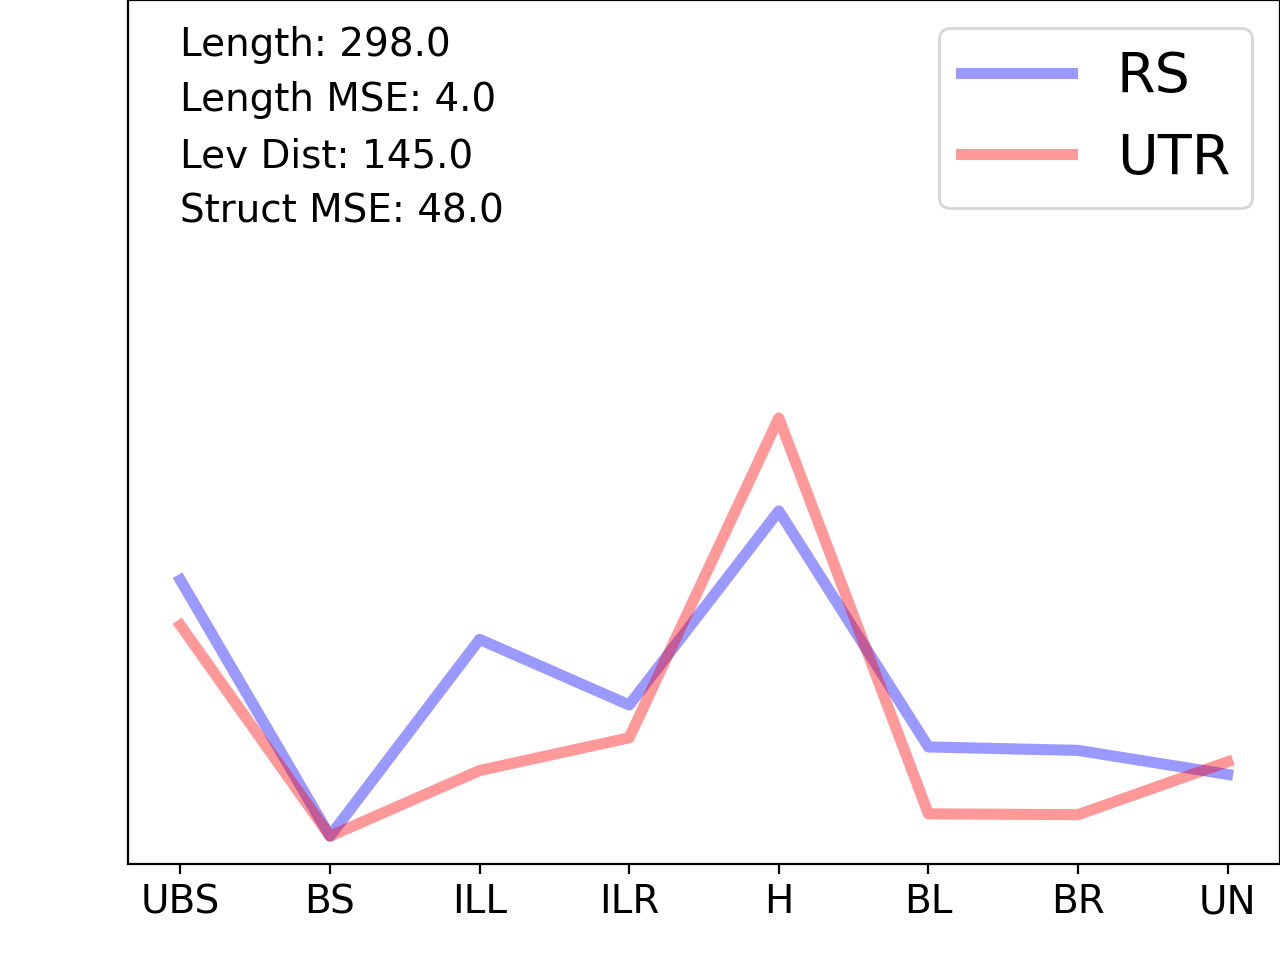 Length: 298.0
Length MSE: 4.0
Lev Dist: 145.0
Struct MSE: 48.0
RS
UTR
UBS BS ILL ILR H BL BR UN